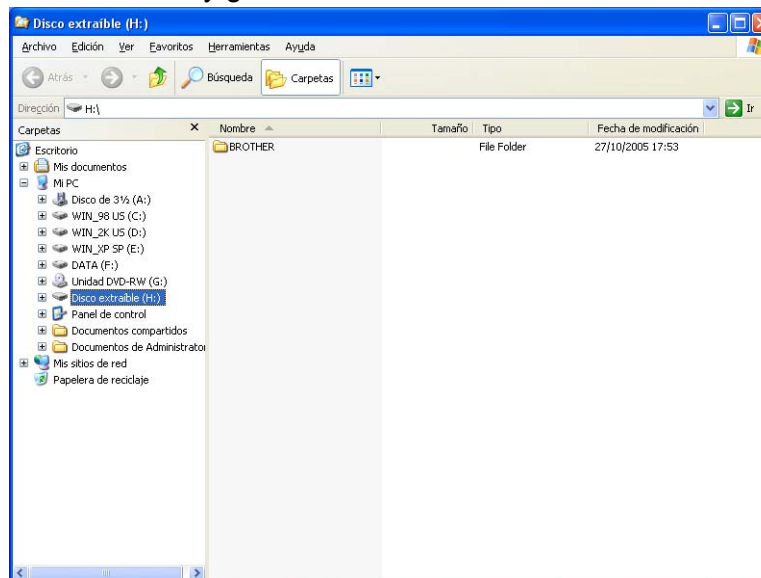 Disco extraíble (H:)
Archivo Edición Ver Favoritos Herramientas Ayuda
Atrás Búsqueda Carpetas
Dirección H:\ Ir
Carpetas × Nombre Tamaño Tipo Fecha de modificación
Escritorio BROTHER File Folder 27/10/2005 17:53
Mis documentos
Mi PC
Disco de 3½ (A:)
WIN_98 US (C:)
WIN_2K US (D:)
WIN_XP SP (E:)
DATA (F:)
Unidad DVD-RW (G:)
Disco extraíble (H:)
Panel de control
Documentos compartidos
Documentos de Administrator
Mis sitios de red
Papelera de reciclaje